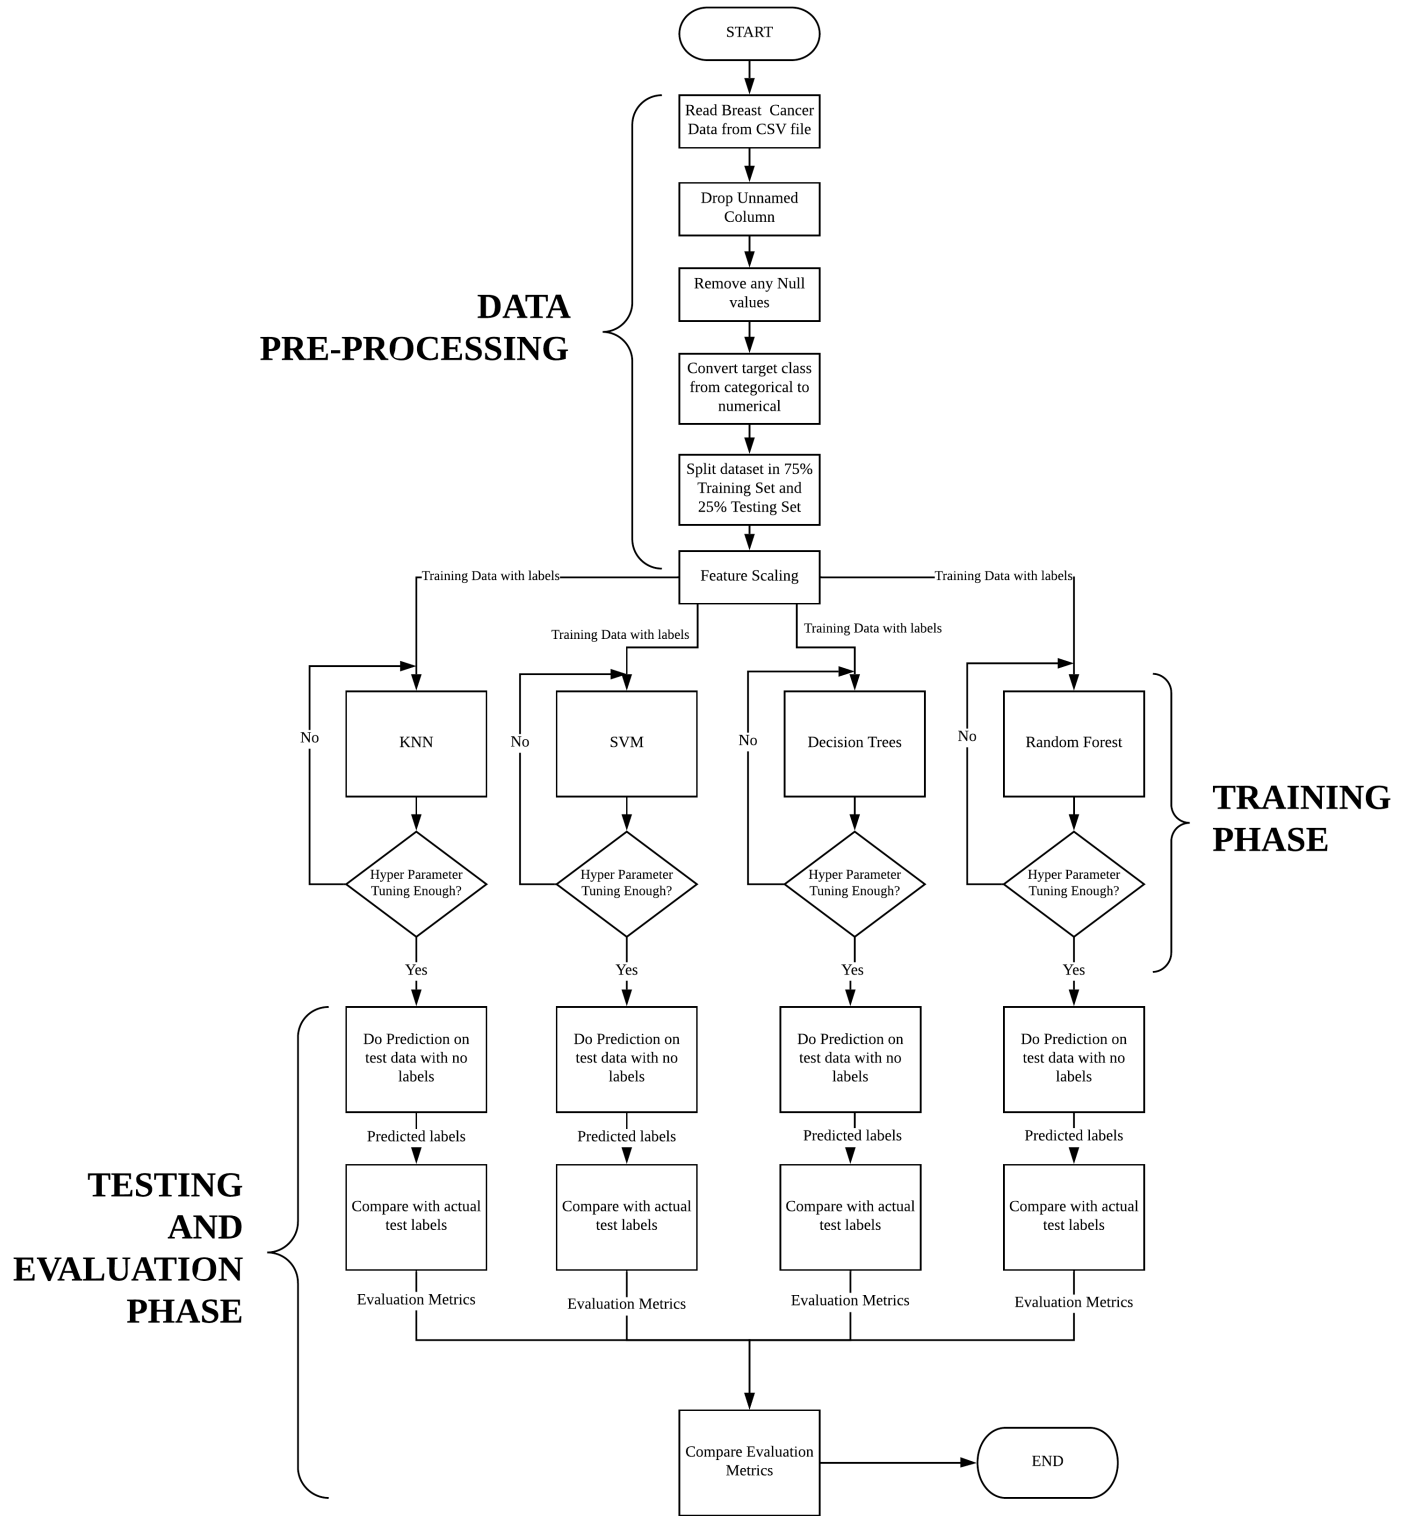 START
Read Breast Cancer
Data from CSV file
Drop Unnamed
Column
Remove any Null
values
DATA
PRE-PROCESSING
Convert target class
from categorical to
numerical
Split dataset in 75%
Training Set and
25% Testing Set
Feature Scaling
Training Data with labels
Training Data with labels
Training Data with labels
Training Data with labels
No
KNN
No
SVM
No
Decision Trees
No
Random Forest
TRAINING
PHASE
Hyper Parameter
Tuning Enough?
Hyper Parameter
Tuning Enough?
Hyper Parameter
Tuning Enough?
Hyper Parameter
Tuning Enough?
Yes
Yes
Yes
Yes
Do Prediction on
test data with no
labels
Do Prediction on
test data with no
labels
Do Prediction on
test data with no
labels
Do Prediction on
test data with no
labels
Predicted labels
Predicted labels
Predicted labels
Predicted labels
TESTING
AND
EVALUATION
PHASE
Compare with actual
test labels
Compare with actual
test labels
Compare with actual
test labels
Compare with actual
test labels
Evaluation Metrics
Evaluation Metrics
Evaluation Metrics
Evaluation Metrics
Compare Evaluation
Metrics
END